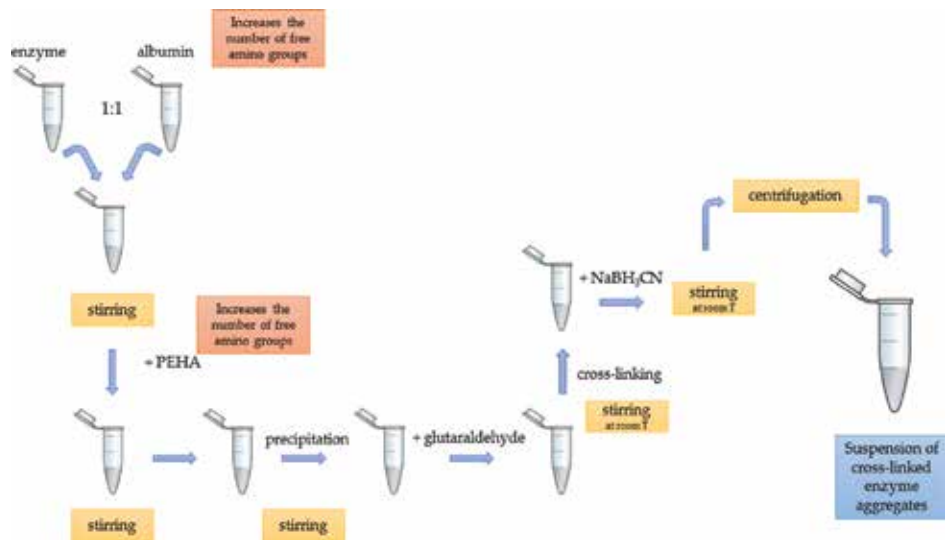 Increases the
number of free
amino groups
enzyme
albumin
1:1
stirring
Increases the
number of free
amino groups
+ PEHA
stirring
precipitation
stirring
+ glutaraldehyde
cross-linking
stirring
at room T
+ NaBH₃CN
stirring
at room T
centrifugation
Suspension of
cross-linked
enzyme
aggregates